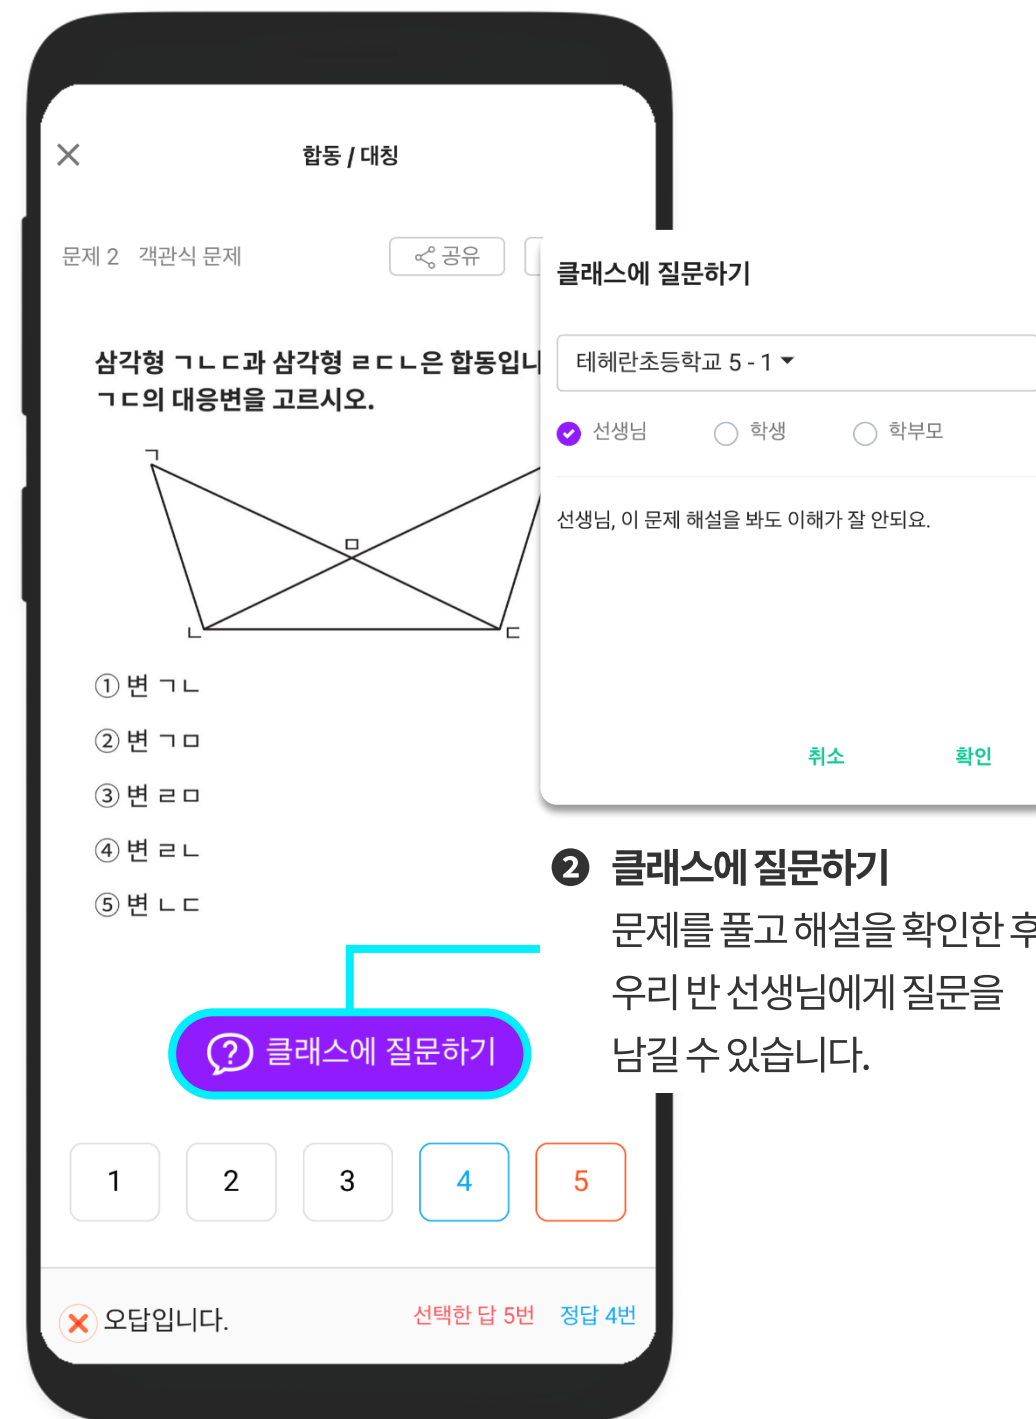 합동 / 대칭
문제 2 객관식 문제
공유
삼각형 ㄱㄴㄷ과 삼각형 ㄹㄷㄴ은 합동입니
ㄱㄷ의 대응변을 고르시오.
ㄱ
ㅁ
ㄴ
ㄷ
① 변 ㄱㄴ
② 변 ㄱㅁ
③ 변 ㄹㅁ
④ 변 ㄹㄴ
⑤ 변 ㄴㄷ
클래스에 질문하기
1 2 3 4 5
오답입니다. 선택한 답 5번 정답 4번
클래스에 질문하기
테헤란초등학교 5 - 1
선생님 학생 학부모
선생님, 이 문제 해설을 봐도 이해가 잘 안되요.
취소 확인
❷ 클래스에 질문하기
문제를 풀고 해설을 확인한 후
우리 반 선생님에게 질문을
남길 수 있습니다.